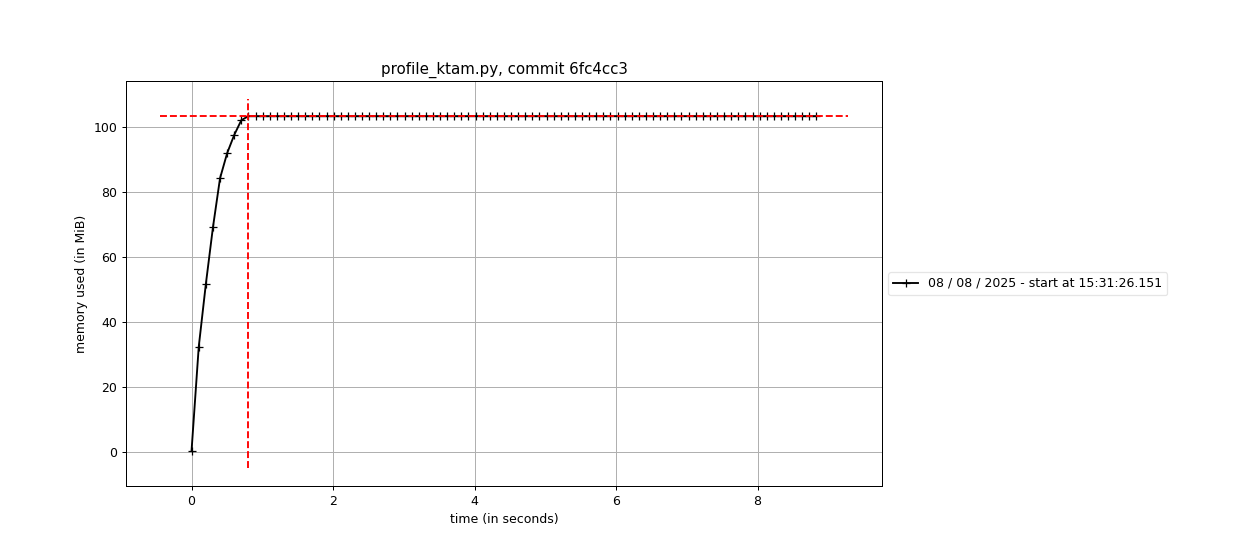 profile_ktam.py, commit 6fc4cc3
memory used (in MiB)
100
80
60
40
20
0
0 2 4 6 8
time (in seconds)
08 / 08 / 2025 - start at 15:31:26.151